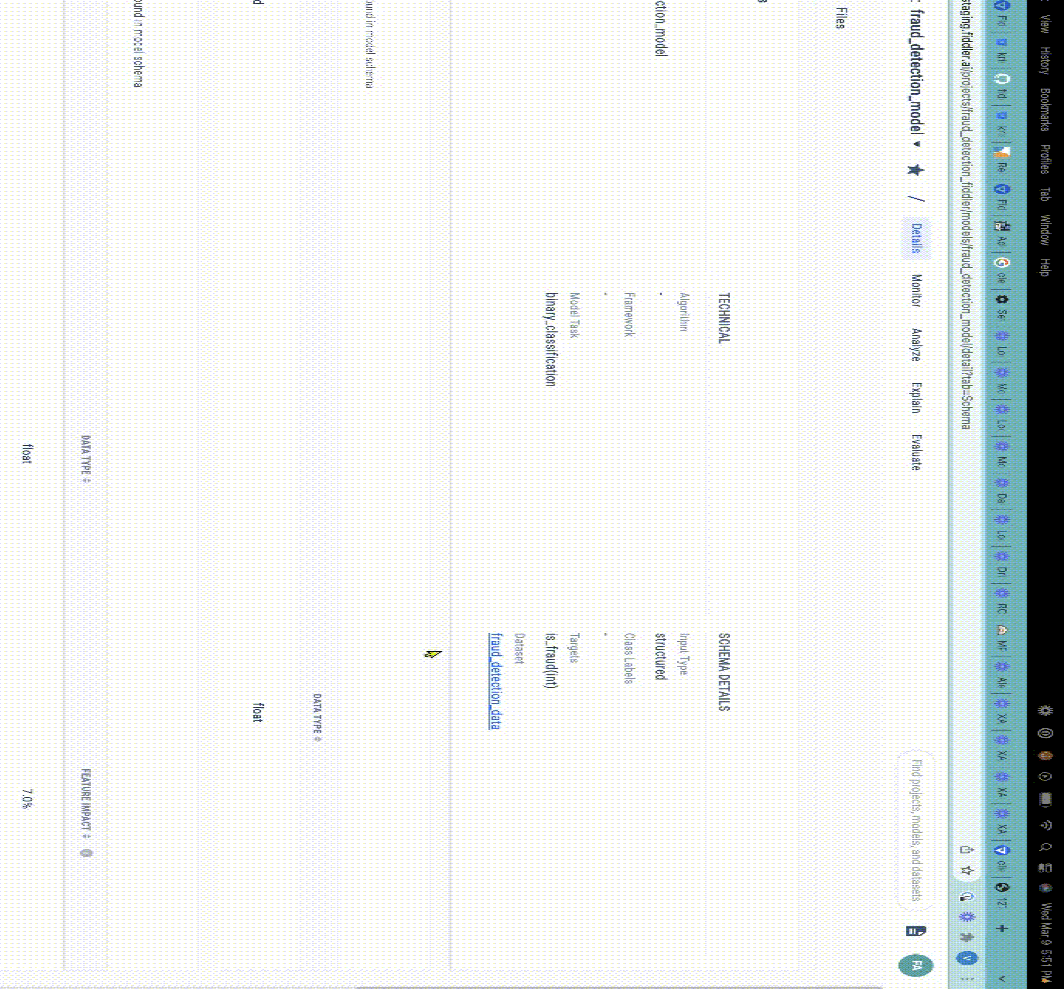 View History Bookmarks Profiles Tab Window Help Wed Mar 9 5:51 PM
staging.fiddler.ai/projects/fraud_detection_fiddler/models/fraud_detection_model/detail?tab=Schema
fraud_detection_model / Details Monitor Analyze Explain Evaluate Find projects, models, and datasets FA
Files
TECHNICAL SCHEMA DETAILS
Algorithm Input Type
ction_model - structured
Framework Class Labels
- -
Model Task Targets
binary_classification is_fraud(int)
Dataset
fraud_detection_data
ound in model schema
DATA TYPE
d float
ound in model schema
DATA TYPE FEATURE IMPACT
float 7.0%